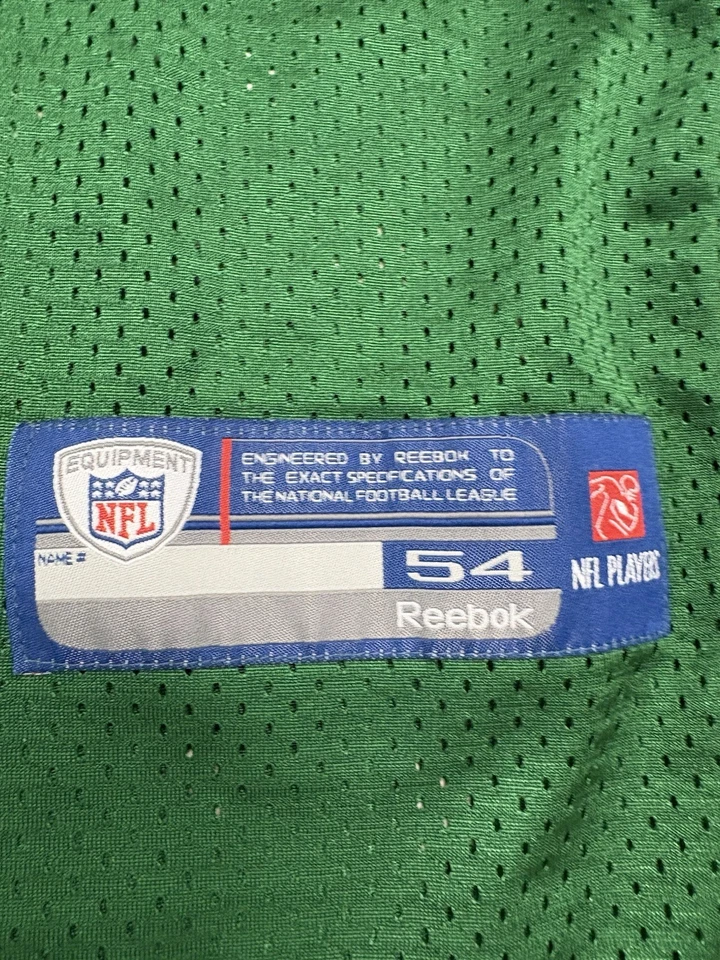 EQUIPMENT
NFL
ENGINEERED BY REEBOK TO
THE EXACT SPECIFICATIONS OF
THE NATIONAL FOOTBALL LEAGUE
NAME #
54
Reebok
NFL PLAYERS